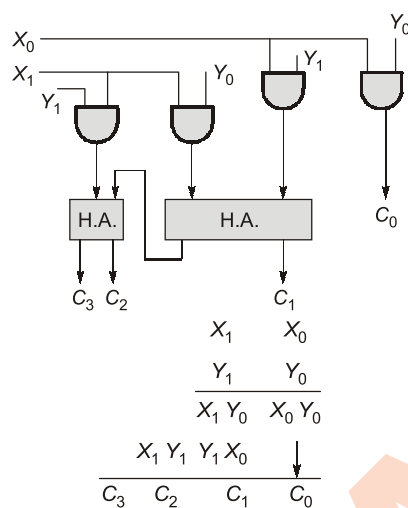 X₀
Y₀
X₁
Y₀
Y₁
Y₁
H.A.
H.A.
C₀
C₃ C₂
C₁
X₁ X₀
Y₁ Y₀
X₁ Y₀ X₀ Y₀
X₁ Y₁ Y₁ X₀
C₃ C₂ C₁ C₀